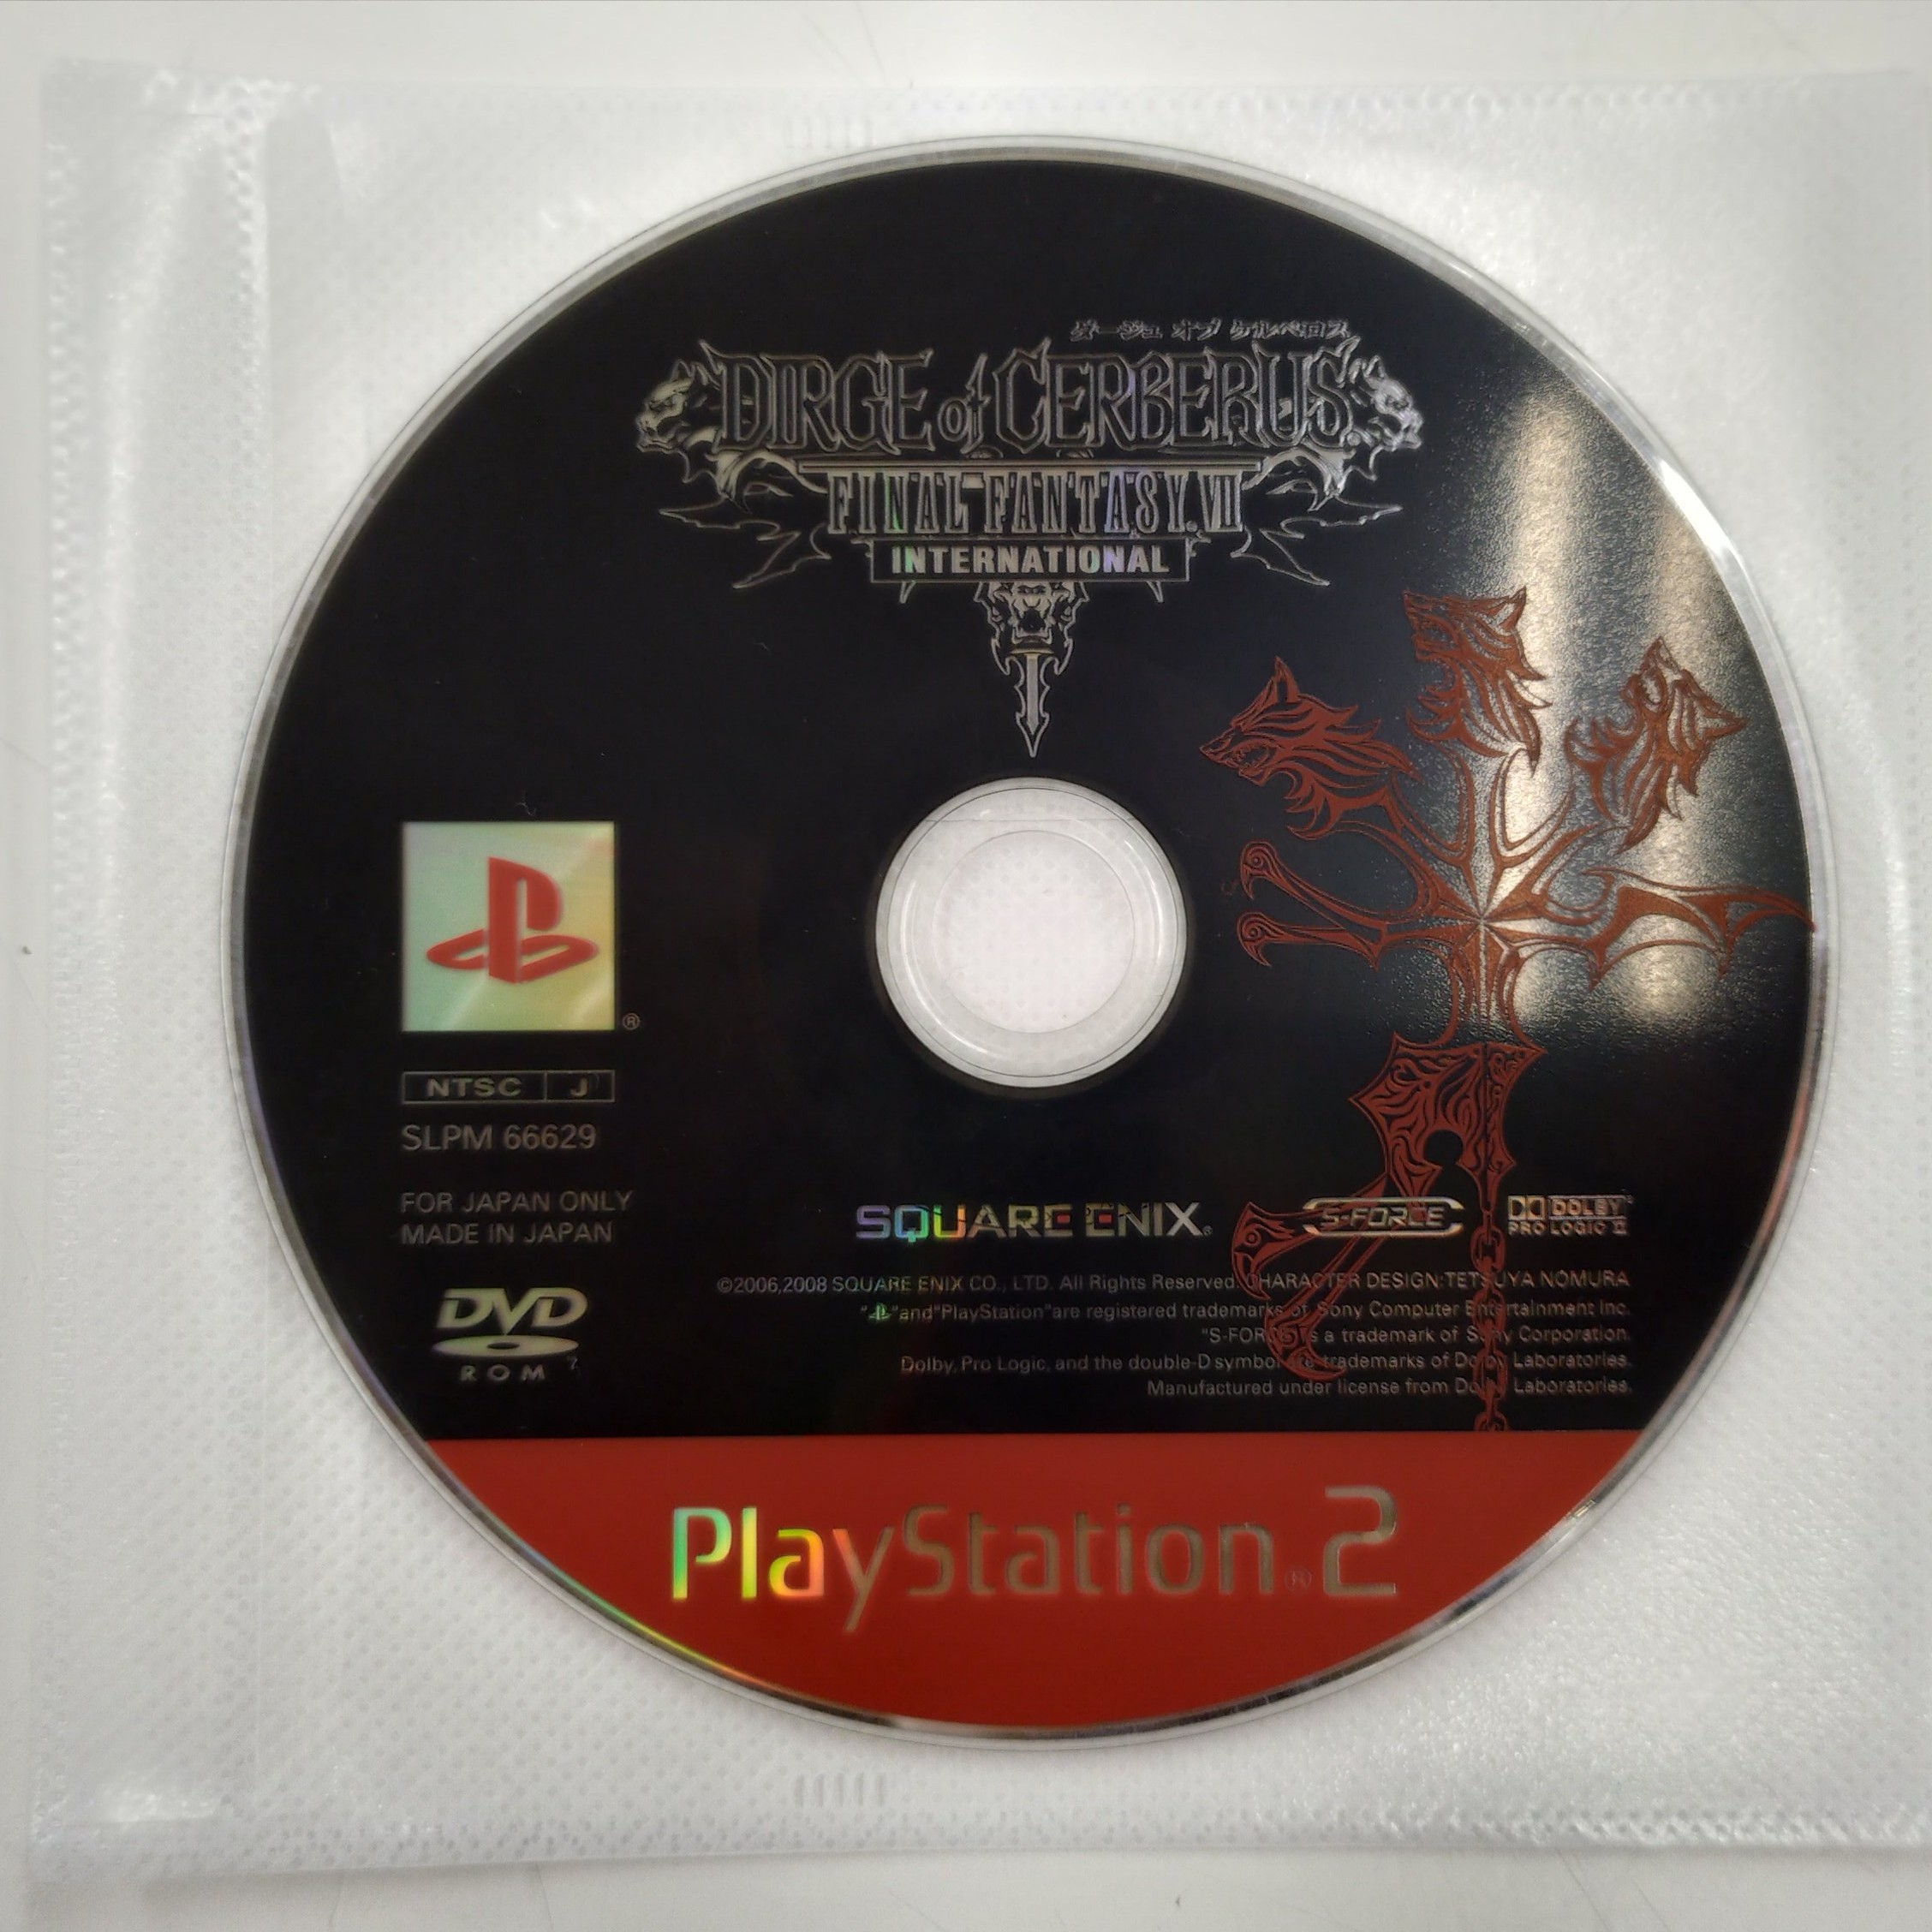 ダージュ オブ ケルベロス
DIRGE of CERBERUS
FINAL FANTASY. VII
INTERNATIONAL
®
NTSC J
SLPM 66629
FOR JAPAN ONLY
MADE IN JAPAN
DVD
ROM
SQUARE ENIX®
S-FORCE
DOLBY
PRO LOGIC II
©2006,2008 SQUARE ENIX CO., LTD. All Rights Reserved. CHARACTER DESIGN:TETSUYA NOMURA
" "and"PlayStation"are registered trademarks of Sony Computer Entertainment Inc.
"S-FORCE"is a trademark of Sony Corporation.
Dolby, Pro Logic, and the double-D symbol are trademarks of Dolby Laboratories.
Manufactured under license from Dolby Laboratories.
PlayStation®2